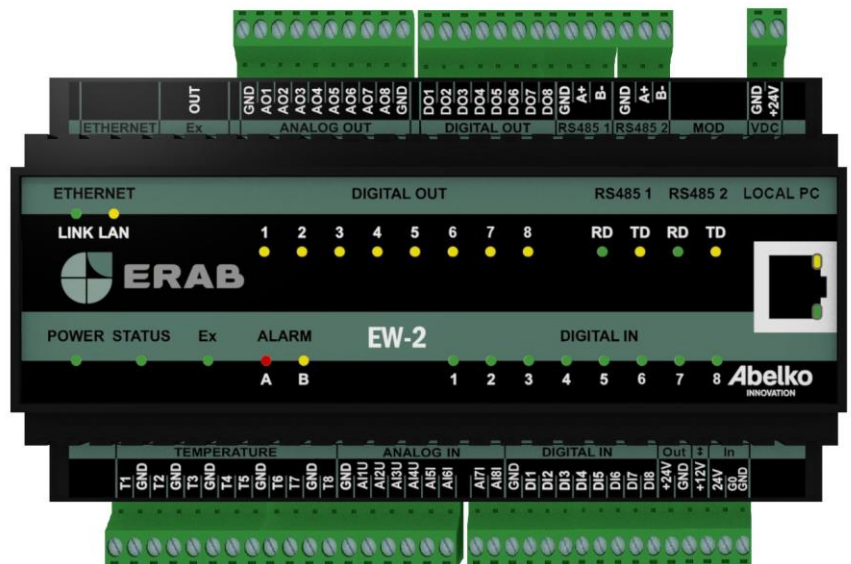 OUT
GND AO1 AO2 AO3 AO4 AO5 AO6 AO7 AO8 GND DO1 DO2 DO3 DO4 DO5 DO6 DO7 DO8 GND A+ B- GND A+ B- GND +24V
ETHERNET Ex ANALOG OUT DIGITAL OUT RS485 1 RS485 2 MOD VDC
ETHERNET DIGITAL OUT RS485 1 RS485 2 LOCAL PC
LINK LAN 1 2 3 4 5 6 7 8 RD TD RD TD
ERAB
POWER STATUS Ex ALARM EW-2 DIGITAL IN
A B 1 2 3 4 5 6 7 8 Abelko
INNOVATION
TEMPERATURE ANALOG IN DIGITAL IN Out ↕ In
T1 GND T2 GND T3 GND T4 T5 GND T6 T7 GND T8 GND AI1U AI2U AI3U AI4U AI5I AI6I AI7I AI8I GND DI1 DI2 DI3 DI4 DI5 DI6 DI7 DI8 +24V GND +12V 24V G0 GND